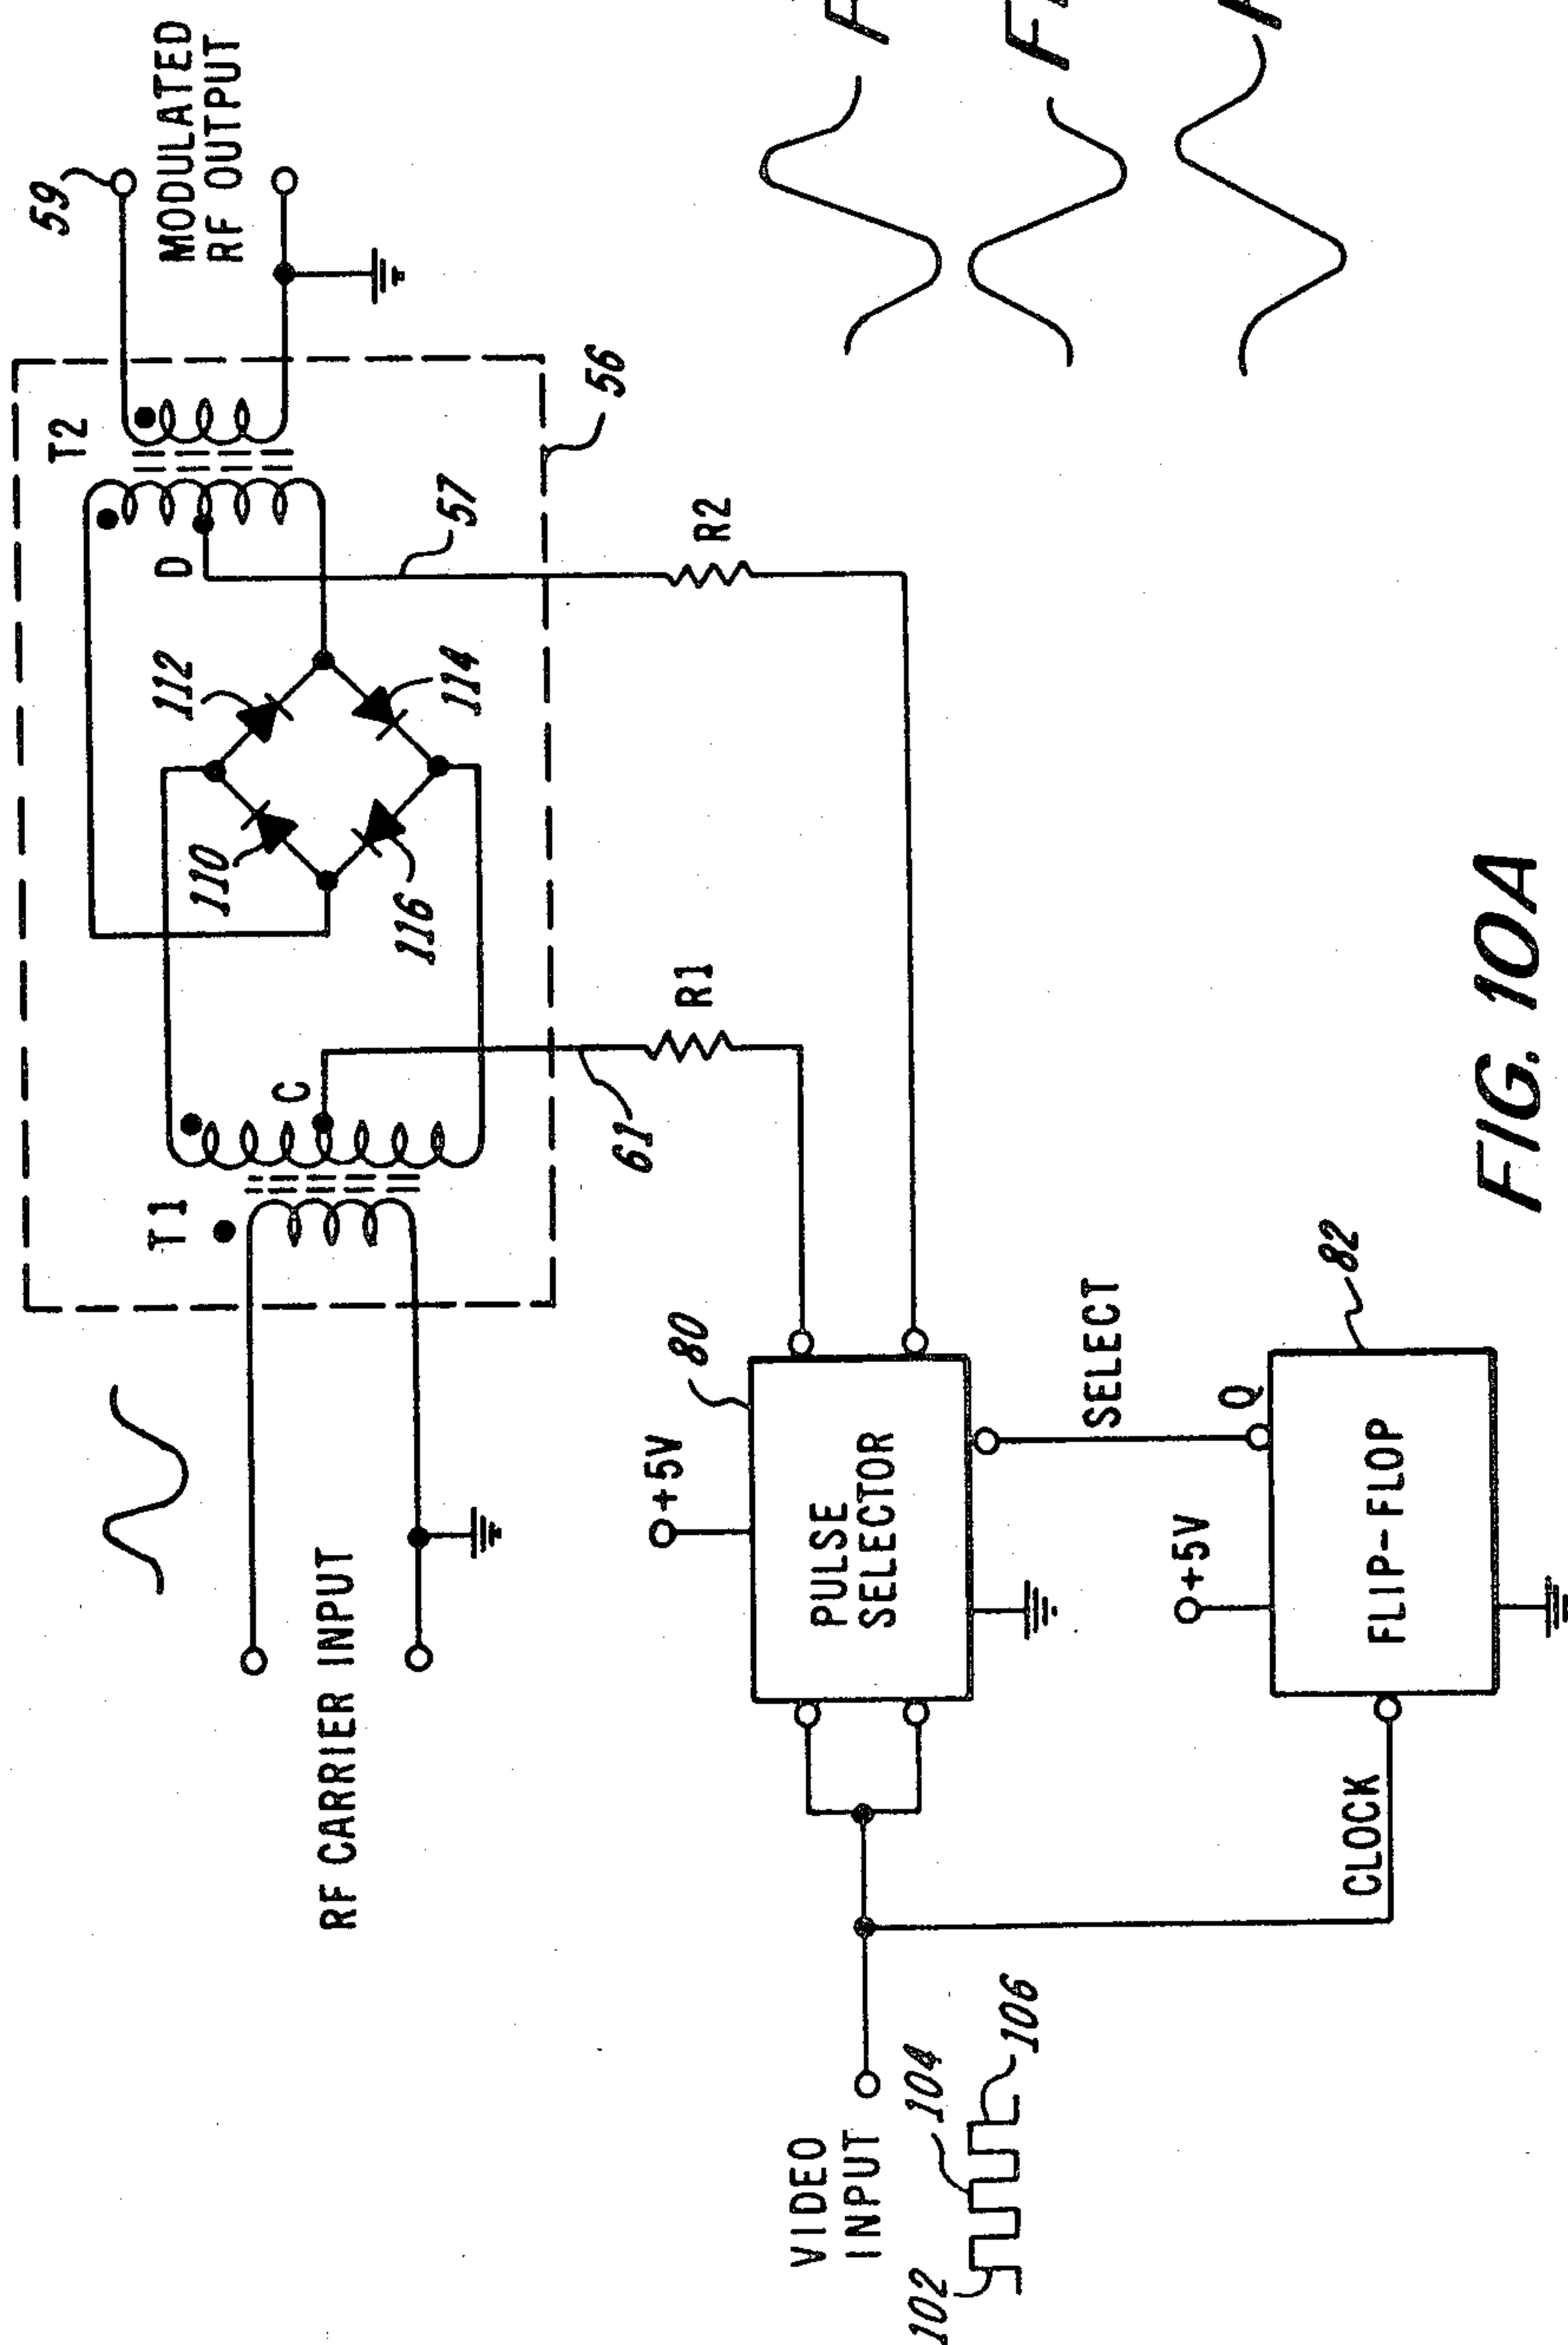 59
MODULATED
RF OUTPUT
T2
D
57
56
112
114
110
116
R2
T1
C
61
R1
RF CARRIER INPUT
+5V
80
PULSE
SELECTOR
SELECT
VIDEO
INPUT
102
104
106
CLOCK
+5V
Q
82
FLIP-FLOP
FIG. 10A